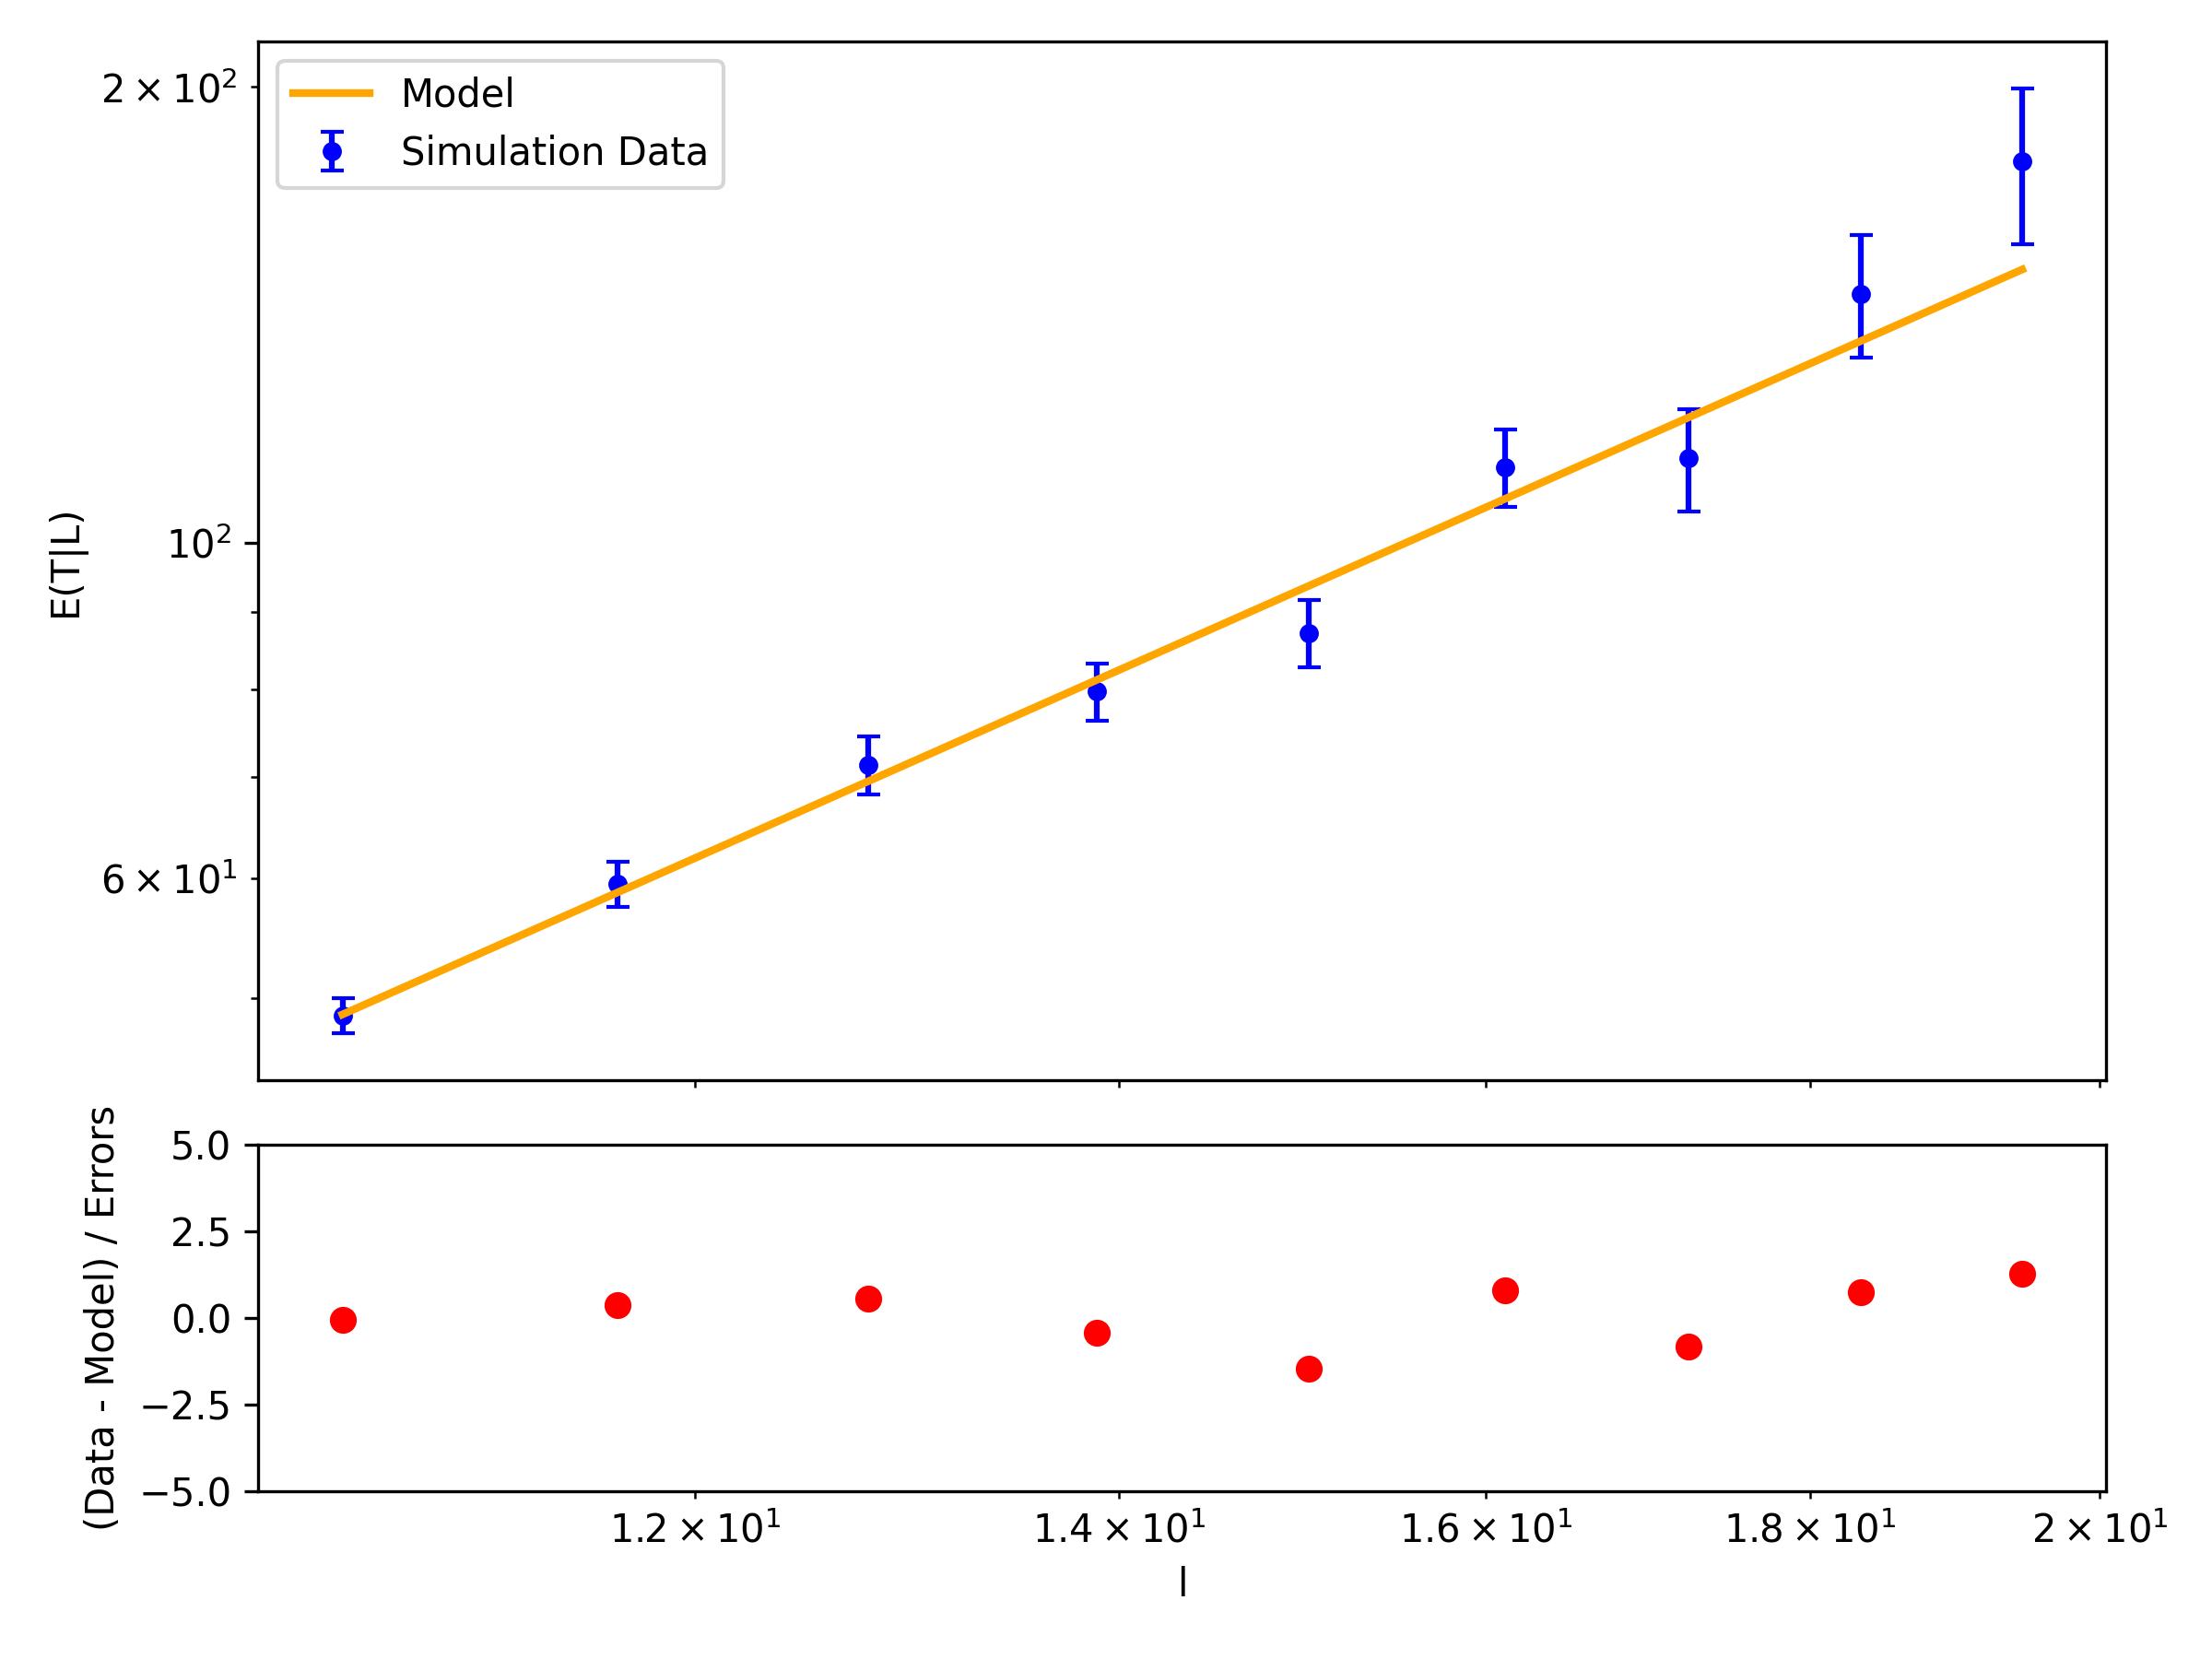 2×10²
Model
Simulation Data
10²
E(T|L)
6×10¹
5.0
2.5
0.0
−2.5
−5.0
(Data - Model) / Errors
1.2×10¹ 1.4×10¹ 1.6×10¹ 1.8×10¹ 2×10¹
l